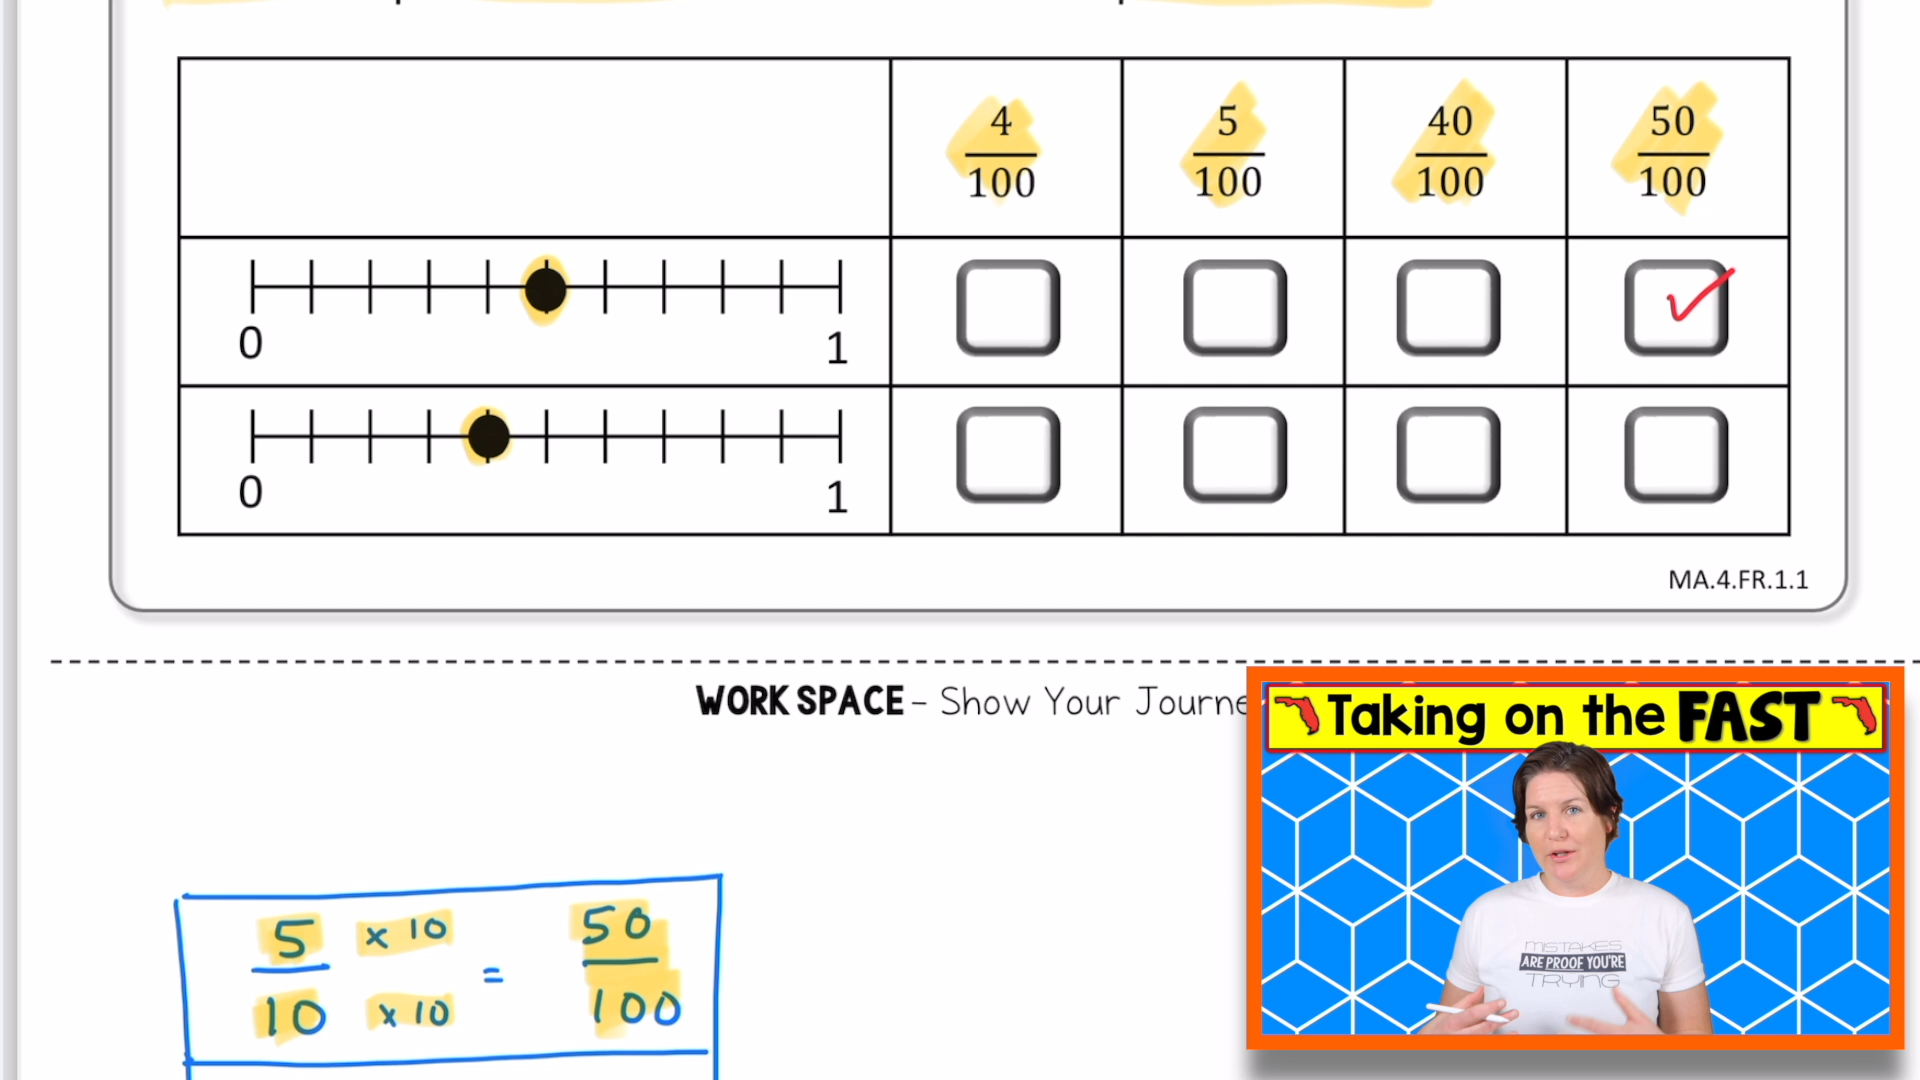 4 5 40 50
100 100 100 100
0 1
0 1
MA.4.FR.1.1
WORK SPACE - Show Your Journe
Taking on the FAST
MISTAKES
ARE PROOF YOU'RE
TRYING
5 x 10 = 50
10 x 10 100